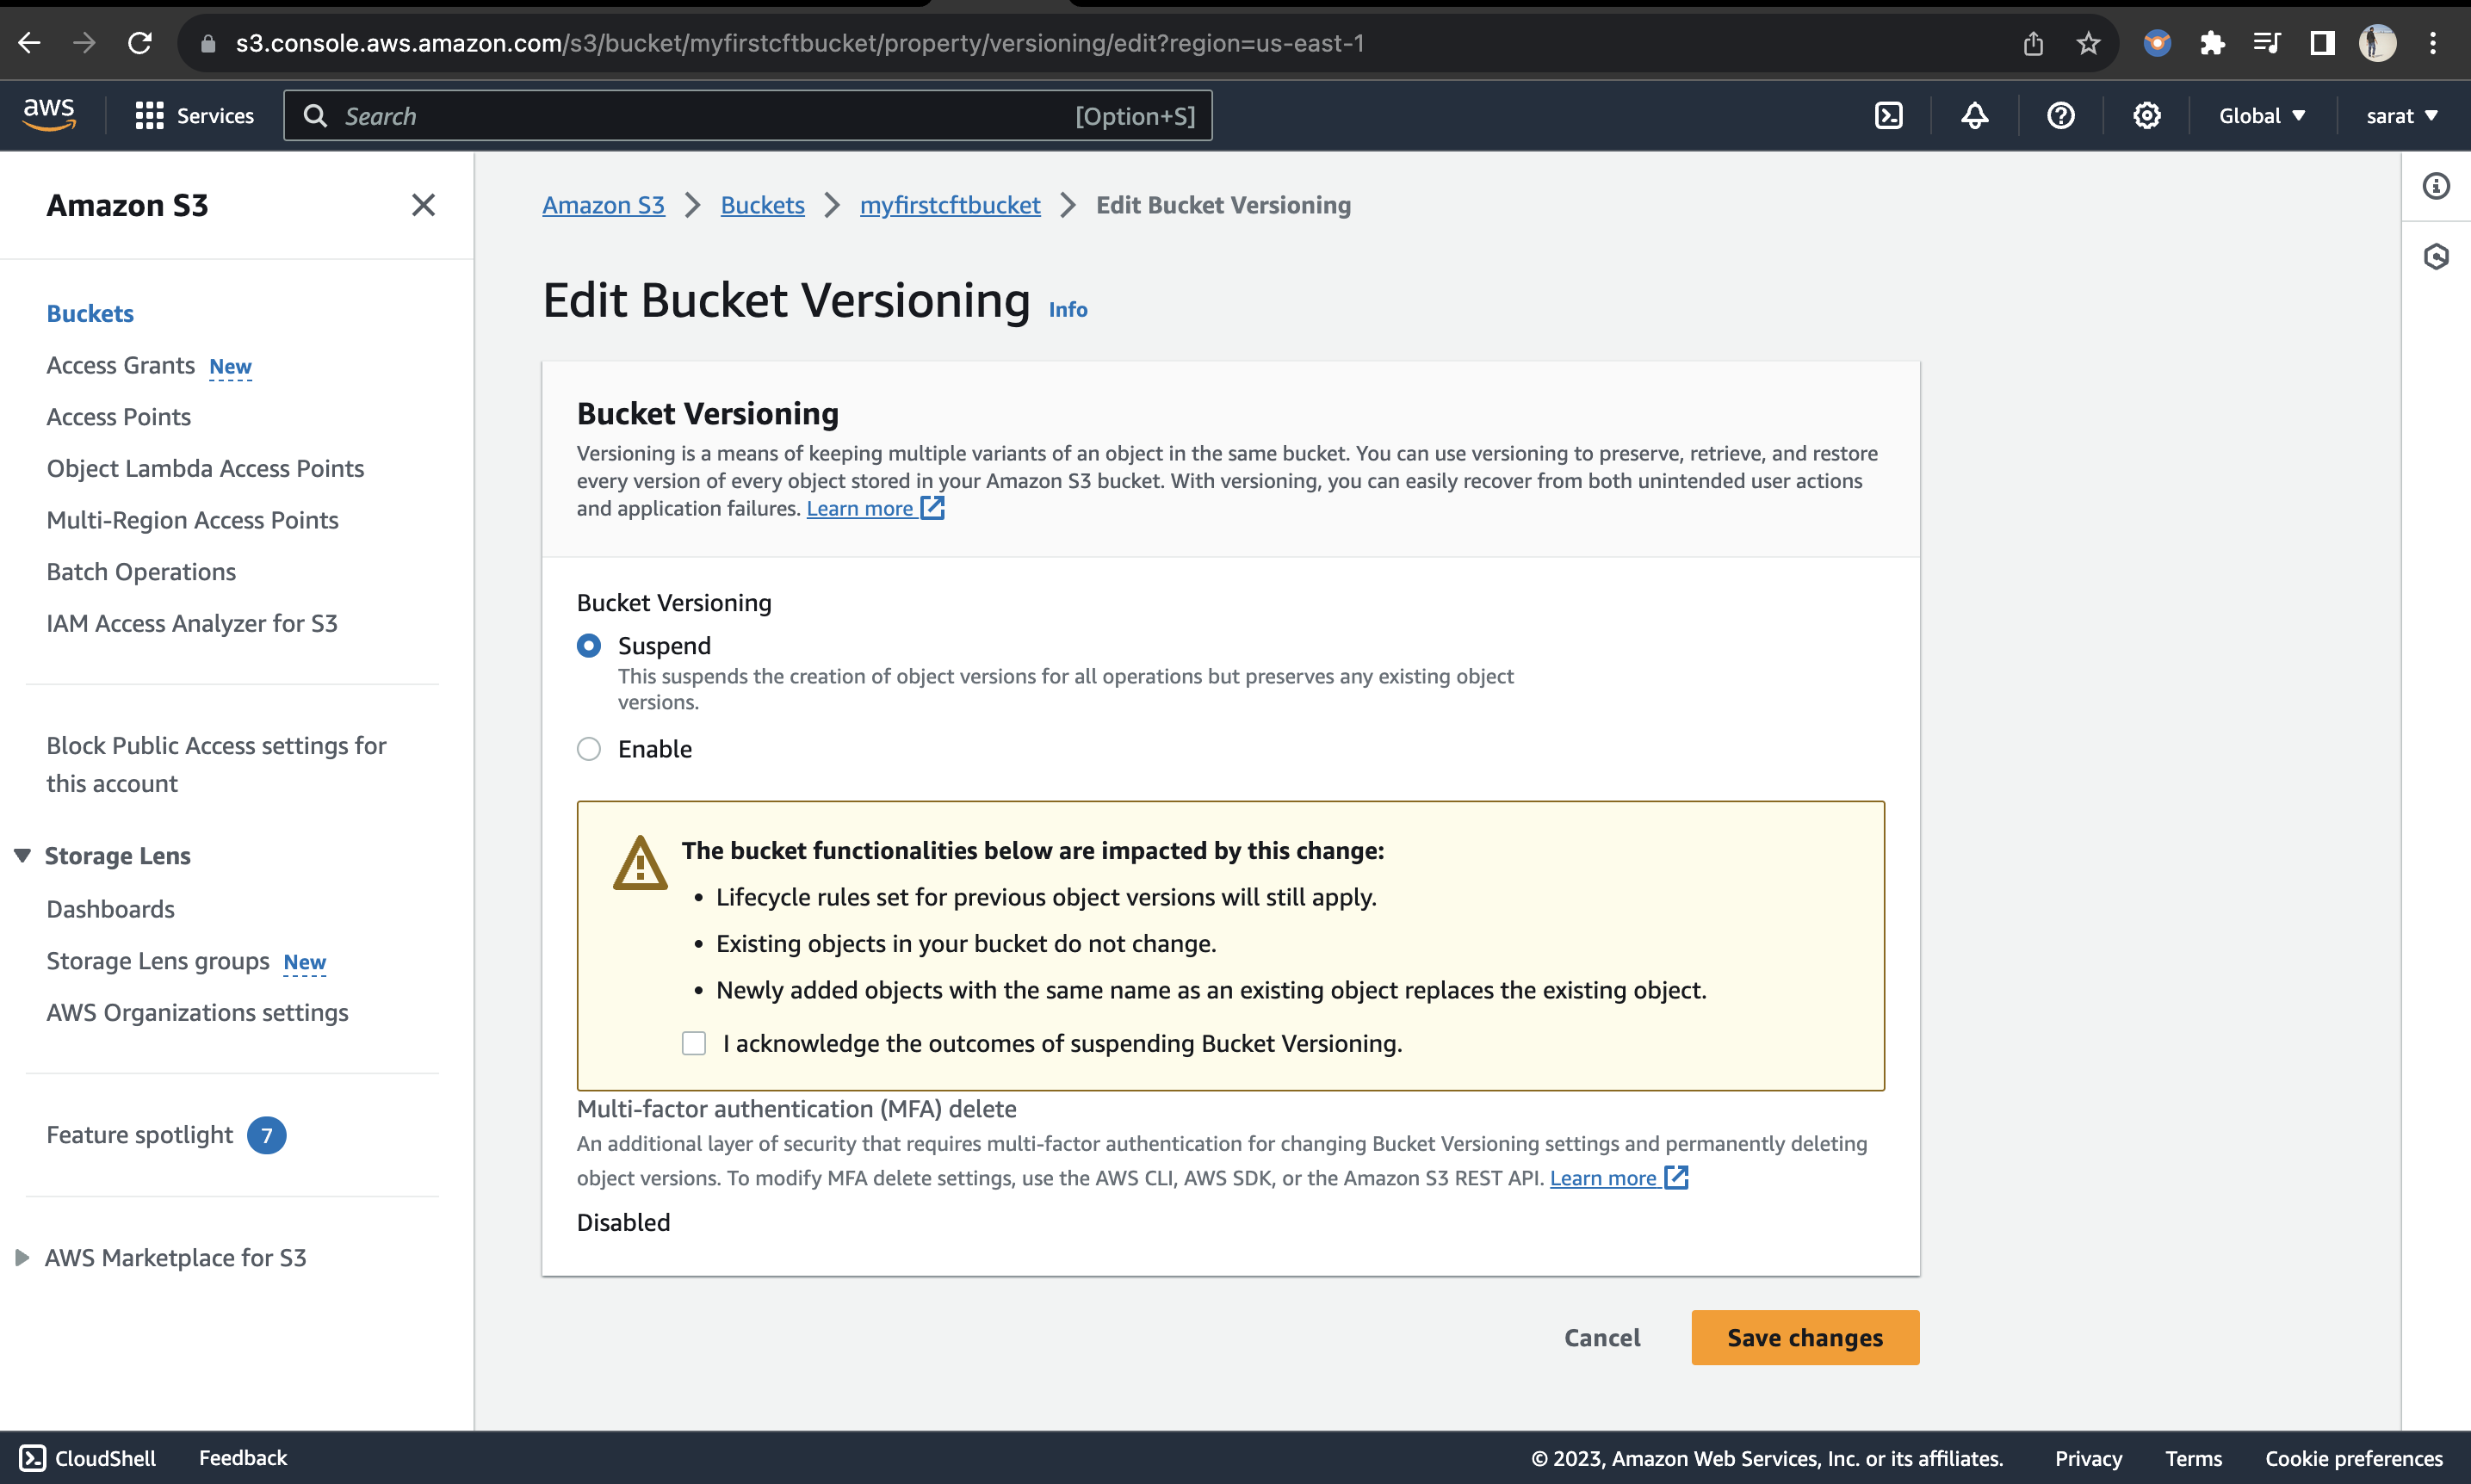 s3.console.aws.amazon.com/s3/bucket/myfirstcftbucket/property/versioning/edit?region=us-east-1
aws
Services
Search
[Option+S]
Global
sarat
Amazon S3
Buckets
Access Grants New
Access Points
Object Lambda Access Points
Multi-Region Access Points
Batch Operations
IAM Access Analyzer for S3
Block Public Access settings for
this account
Storage Lens
Dashboards
Storage Lens groups New
AWS Organizations settings
Feature spotlight 7
AWS Marketplace for S3
Amazon S3 > Buckets > myfirstcftbucket > Edit Bucket Versioning
Edit Bucket Versioning Info
Bucket Versioning
Versioning is a means of keeping multiple variants of an object in the same bucket. You can use versioning to preserve, retrieve, and restore
every version of every object stored in your Amazon S3 bucket. With versioning, you can easily recover from both unintended user actions
and application failures. Learn more
Bucket Versioning
Suspend
This suspends the creation of object versions for all operations but preserves any existing object
versions.
Enable
The bucket functionalities below are impacted by this change:
• Lifecycle rules set for previous object versions will still apply.
• Existing objects in your bucket do not change.
• Newly added objects with the same name as an existing object replaces the existing object.
I acknowledge the outcomes of suspending Bucket Versioning.
Multi-factor authentication (MFA) delete
An additional layer of security that requires multi-factor authentication for changing Bucket Versioning settings and permanently deleting
object versions. To modify MFA delete settings, use the AWS CLI, AWS SDK, or the Amazon S3 REST API. Learn more
Disabled
Cancel
Save changes
CloudShell
Feedback
© 2023, Amazon Web Services, Inc. or its affiliates.
Privacy
Terms
Cookie preferences